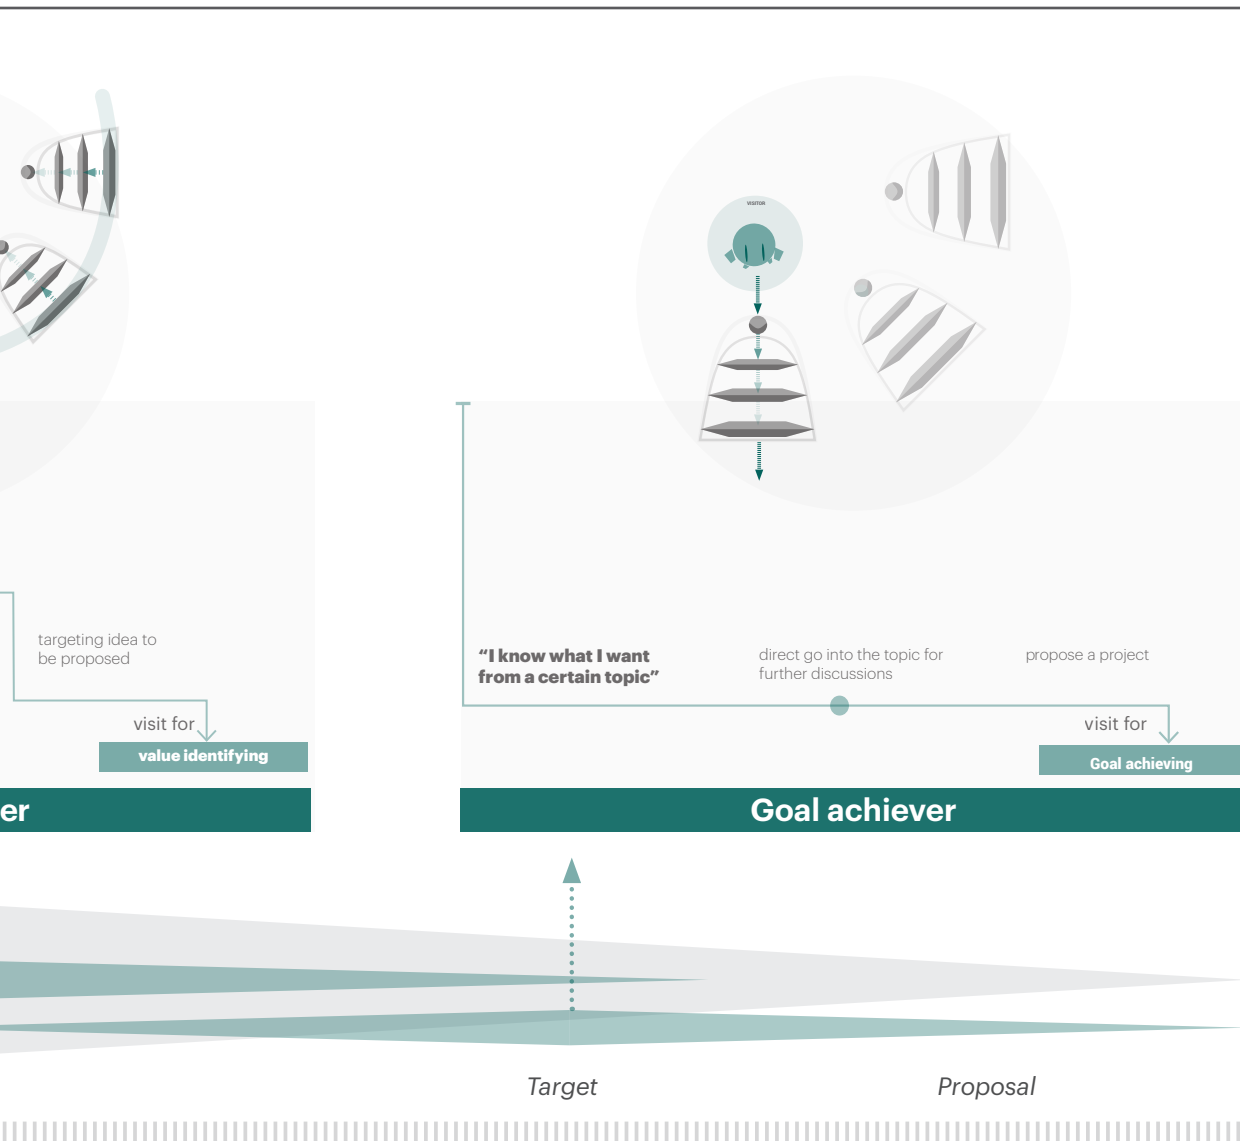 VISITOR
targeting idea to
be proposed
visit for
value identifying
er
“I know what I want
from a certain topic”
direct go into the topic for
further discussions
propose a project
visit for
Goal achieving
Goal achiever
Target
Proposal